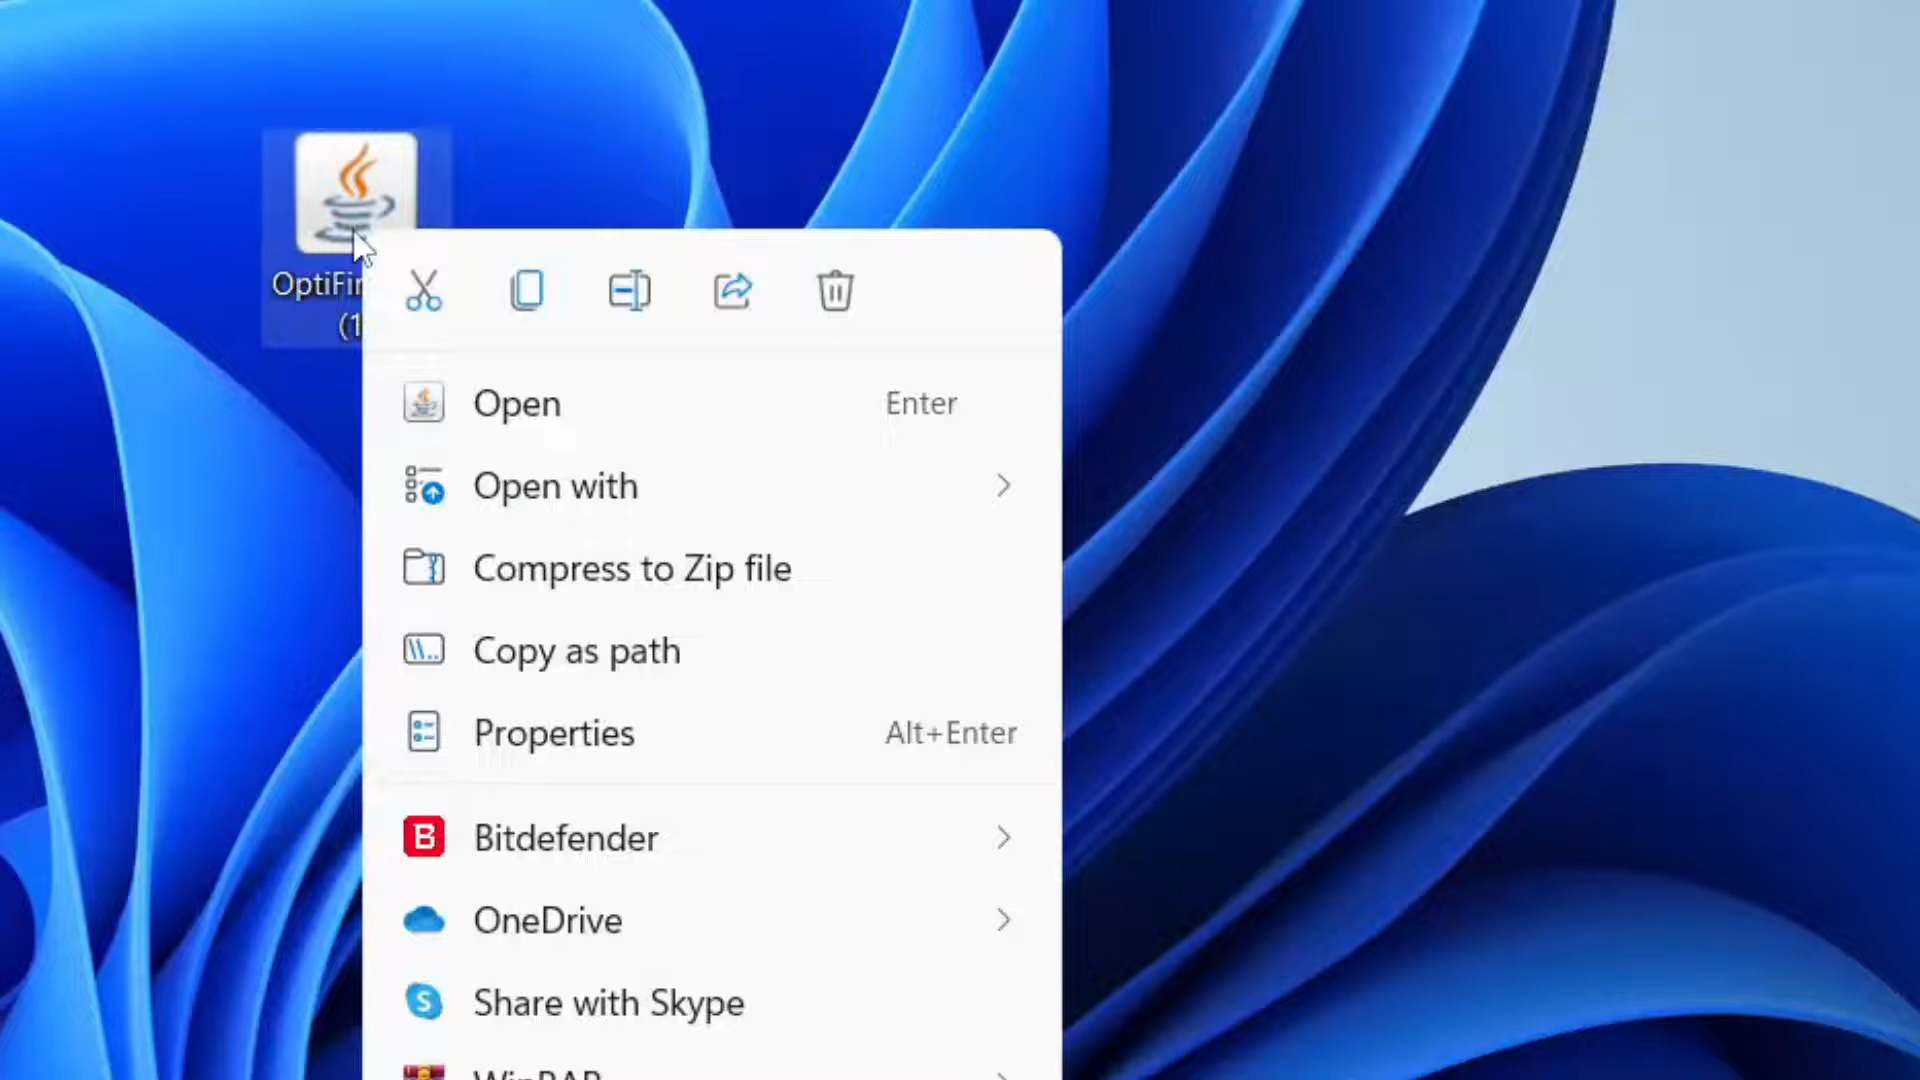 OptiFin
(1
Open Enter
Open with
Compress to Zip file
Copy as path
Properties Alt+Enter
B Bitdefender
OneDrive
S Share with Skype
WinRAR